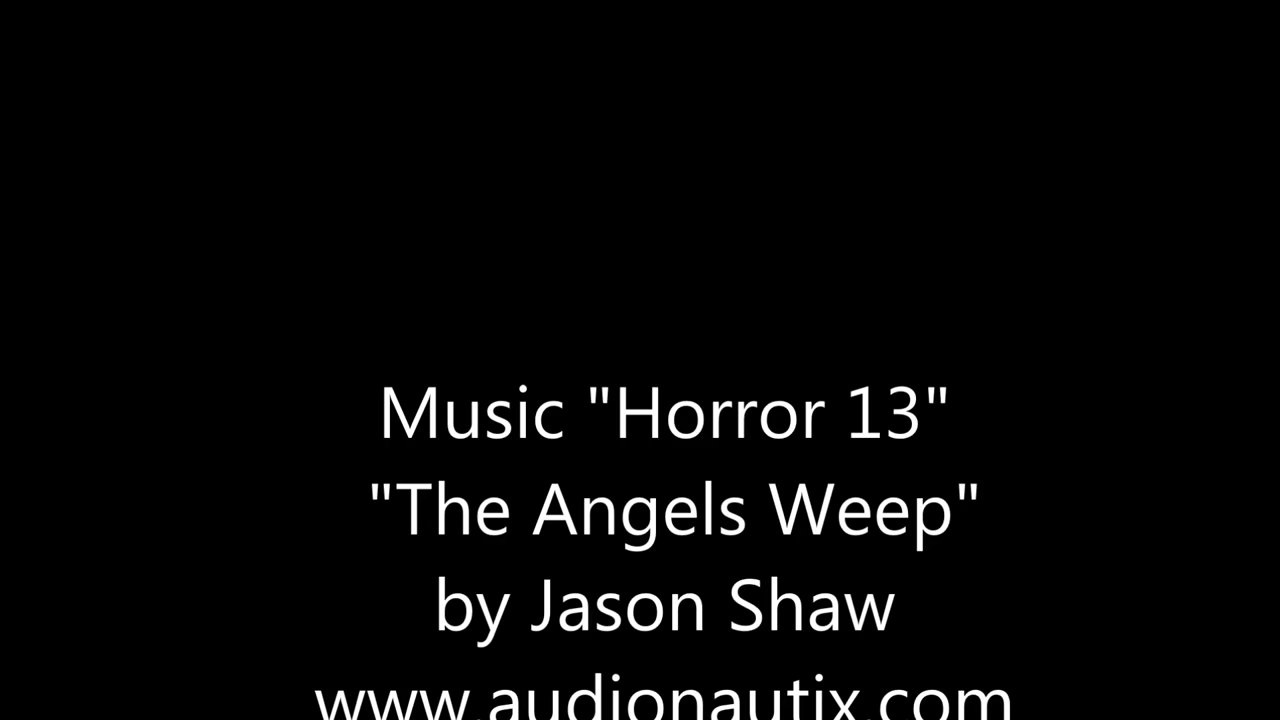 Music "Horror 13"
"The Angels Weep"
by Jason Shaw
www.audionautix.com